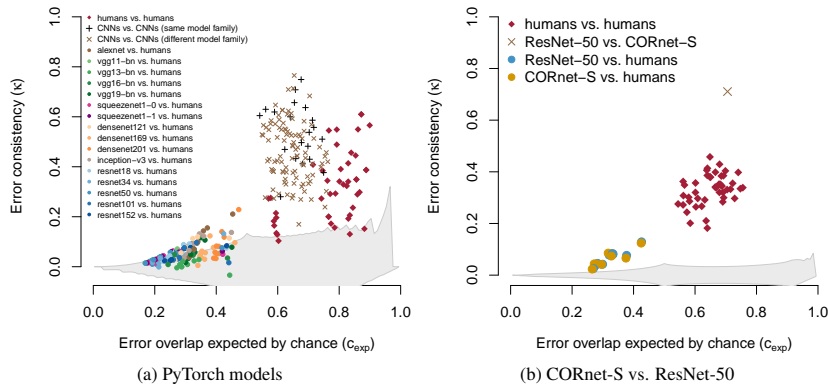 humans vs. humans
CNNs vs. CNNs (same model family)
CNNs vs. CNNs (different model family)
alexnet vs. humans
vgg11-bn vs. humans
vgg13-bn vs. humans
vgg16-bn vs. humans
vgg19-bn vs. humans
squeezenet1-0 vs. humans
squeezenet1-1 vs. humans
densenet121 vs. humans
densenet169 vs. humans
densenet201 vs. humans
inception-v3 vs. humans
resnet18 vs. humans
resnet34 vs. humans
resnet50 vs. humans
resnet101 vs. humans
resnet152 vs. humans
Error consistency (κ)
1.0
0.8
0.6
0.4
0.2
0.0
0.0 0.2 0.4 0.6 0.8 1.0
Error overlap expected by chance (cexp)
(a) PyTorch models
humans vs. humans
ResNet-50 vs. CORnet-S
ResNet-50 vs. humans
CORnet-S vs. humans
Error consistency (κ)
1.0
0.8
0.6
0.4
0.2
0.0
0.0 0.2 0.4 0.6 0.8 1.0
Error overlap expected by chance (cexp)
(b) CORnet-S vs. ResNet-50